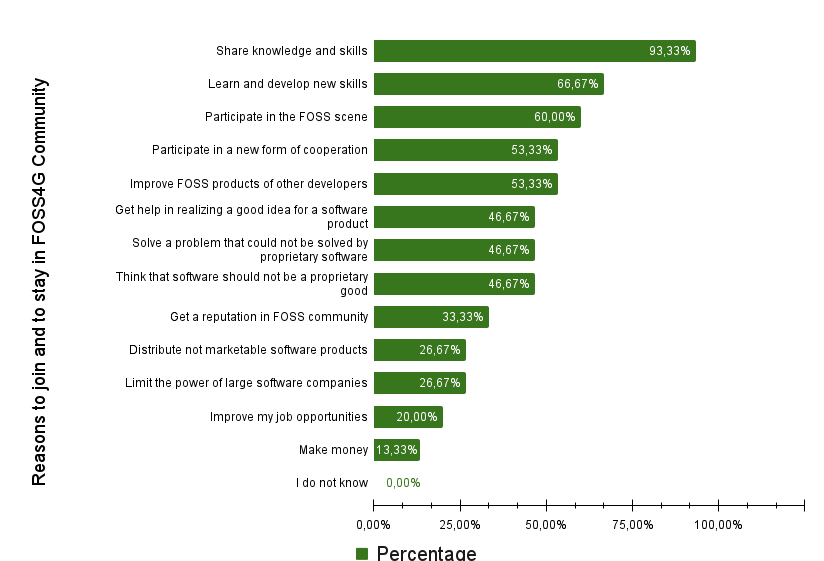 Reasons to join and to stay in FOSS4G Community
Share knowledge and skills 93,33%
Learn and develop new skills 66,67%
Participate in the FOSS scene 60,00%
Participate in a new form of cooperation 53,33%
Improve FOSS products of other developers 53,33%
Get help in realizing a good idea for a software
product 46,67%
Solve a problem that could not be solved by
proprietary software 46,67%
Think that software should not be a proprietary
good 46,67%
Get a reputation in FOSS community 33,33%
Distribute not marketable software products 26,67%
Limit the power of large software companies 26,67%
Improve my job opportunities 20,00%
Make money 13,33%
I do not know 0,00%
0,00% 25,00% 50,00% 75,00% 100,00%
Percentage